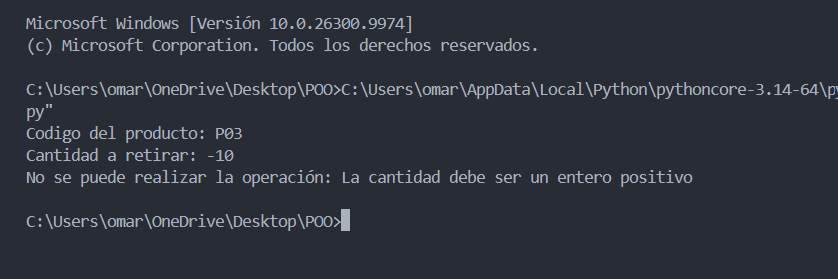 Microsoft Windows [Versión 10.0.26300.9974]
(c) Microsoft Corporation. Todos los derechos reservados.
C:\Users\omar\OneDrive\Desktop\POO>C:\Users\omar\AppData\Local\Python\pythoncore-3.14-64\py
py"
Codigo del producto: P03
Cantidad a retirar: -10
No se puede realizar la operación: La cantidad debe ser un entero positivo
C:\Users\omar\OneDrive\Desktop\POO>